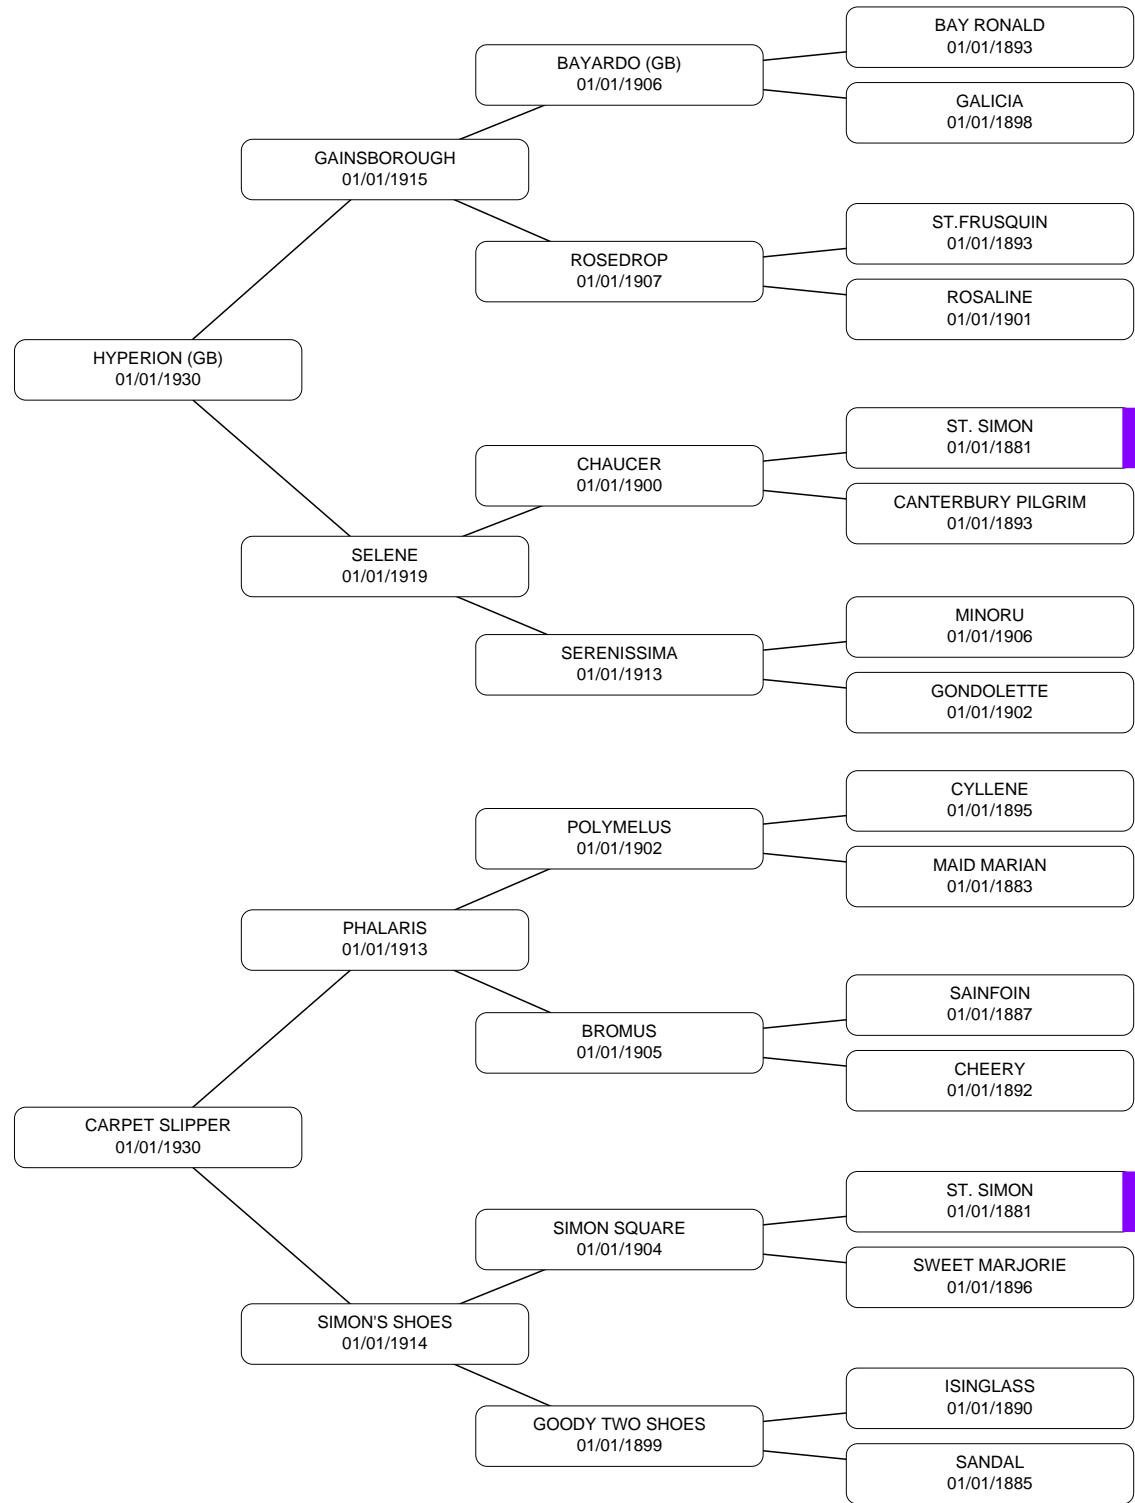 BAY RONALD
01/01/1893
BAYARDO (GB)
01/01/1906
GALICIA
01/01/1898
GAINSBOROUGH
01/01/1915
ST.FRUSQUIN
01/01/1893
ROSEDROP
01/01/1907
ROSALINE
01/01/1901
HYPERION (GB)
01/01/1930
ST. SIMON
01/01/1881
CHAUCER
01/01/1900
CANTERBURY PILGRIM
01/01/1893
SELENE
01/01/1919
MINORU
01/01/1906
SERENISSIMA
01/01/1913
GONDOLETTE
01/01/1902
CYLLENE
01/01/1895
POLYMELUS
01/01/1902
MAID MARIAN
01/01/1883
PHALARIS
01/01/1913
SAINFOIN
01/01/1887
BROMUS
01/01/1905
CHEERY
01/01/1892
CARPET SLIPPER
01/01/1930
ST. SIMON
01/01/1881
SIMON SQUARE
01/01/1904
SWEET MARJORIE
01/01/1896
SIMON'S SHOES
01/01/1914
ISINGLASS
01/01/1890
GOODY TWO SHOES
01/01/1899
SANDAL
01/01/1885